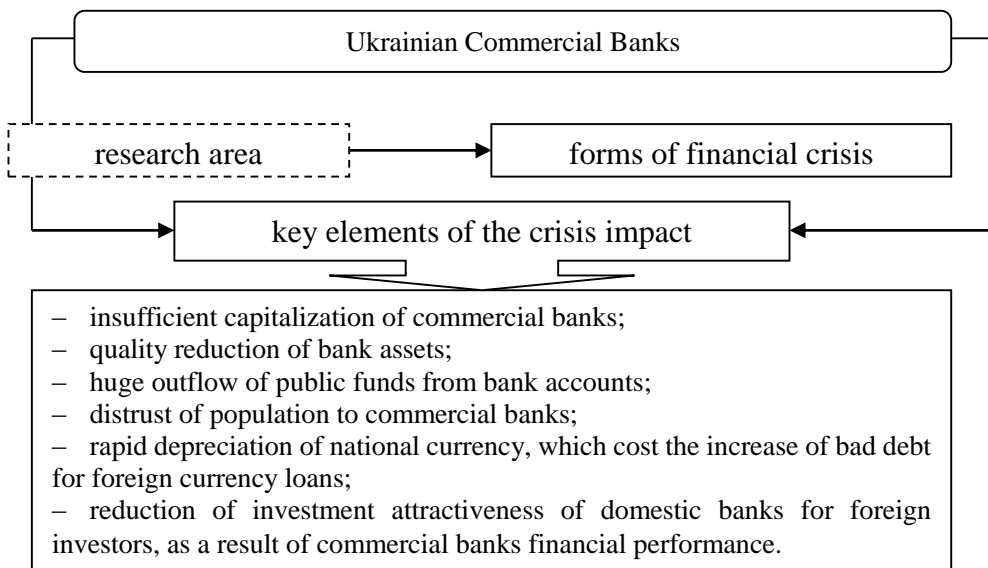 Ukrainian Commercial Banks
research area
forms of financial crisis
key elements of the crisis impact
– insufficient capitalization of commercial banks;
– quality reduction of bank assets;
– huge outflow of public funds from bank accounts;
– distrust of population to commercial banks;
– rapid depreciation of national currency, which cost the increase of bad debt
for foreign currency loans;
– reduction of investment attractiveness of domestic banks for foreign
investors, as a result of commercial banks financial performance.